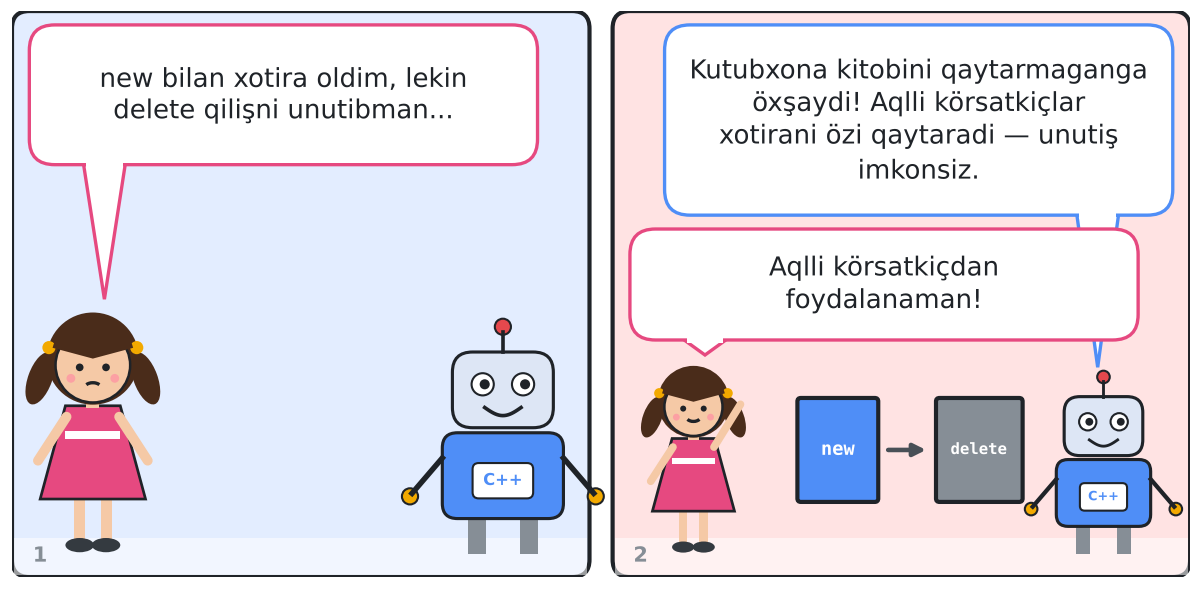 new bilan xotira oldim, lekin
delete qilişni unutibman...
C++
1
Kutubxona kitobini qaytarmaganga
öxşaydi! Aqlli körsatkiçlar
xotirani özi qaytaradi — unutiş
imkonsiz.
Aqlli körsatkiçdan
foydalanaman!
new
delete
C++
2